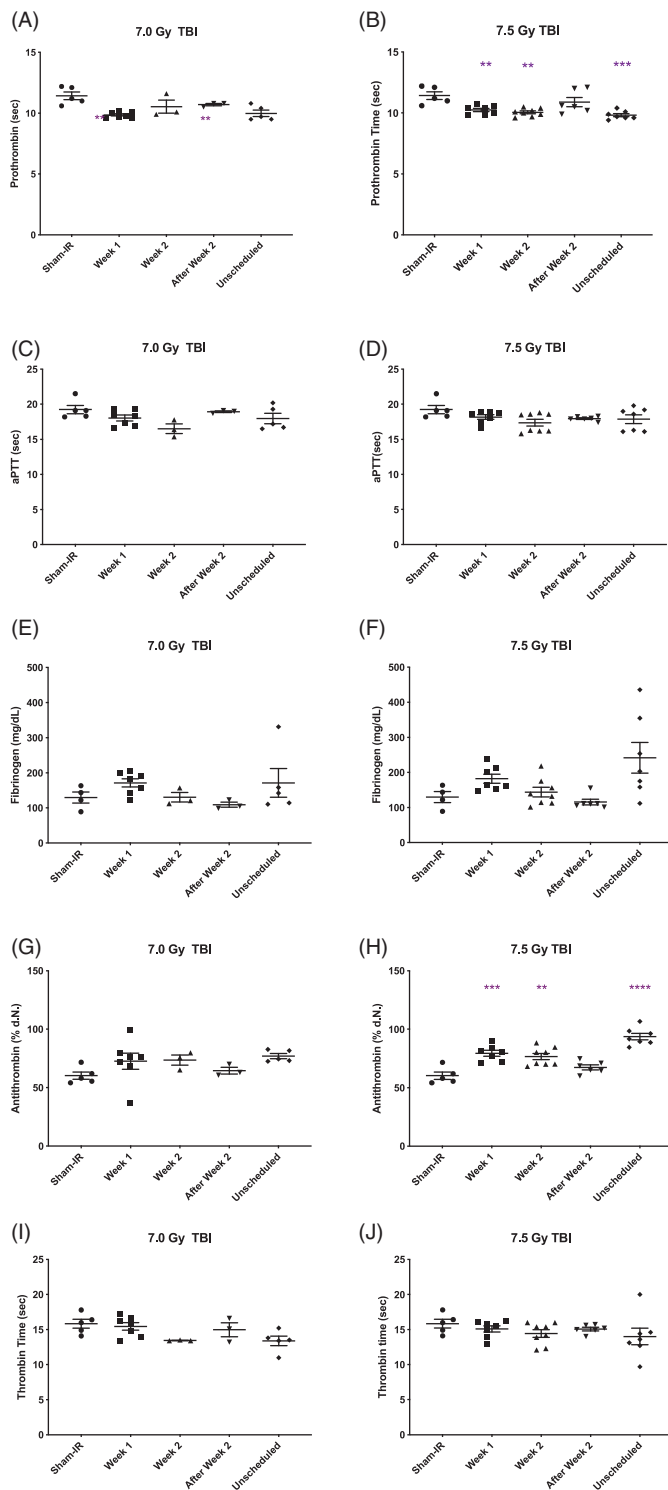 (A)
7.0 Gy TBI
Prothrombin (sec)
15
10
5
0
**
**
Sham-IR
Week 1
Week 2
After Week 2
Unscheduled
(B)
7.5 Gy TBI
Prothrombin Time (sec)
15
10
5
0
**
**
***
Sham-IR
Week 1
Week 2
After Week 2
Unscheduled
(C)
7.0 Gy TBI
aPTT (sec)
25
20
15
10
5
0
Sham-IR
Week 1
Week 2
After Week 2
Unscheduled
(D)
7.5 Gy TBI
aPTT(sec)
25
20
15
10
5
0
Sham-IR
Week 1
Week 2
After Week 2
Unscheduled
(E)
7.0 Gy TBI
Fibrinogen (mg/dL)
500
400
300
200
100
0
Sham-IR
Week 1
Week 2
After Week 2
Unscheduled
(F)
7.5 Gy TBI
Fibrinogen (mg/dL)
500
400
300
200
100
0
Sham-IR
Week 1
Week 2
After Week 2
Unscheduled
(G)
7.0 Gy TBI
Antithrombin (% d.N.)
150
100
50
0
Sham-IR
Week 1
Week 2
After Week 2
Unscheduled
(H)
7.5 Gy TBI
Antithrombin (% d.N.)
150
100
50
0
***
**
****
Sham-IR
Week 1
Week 2
After Week 2
Unscheduled
(I)
7.0 Gy TBI
Thrombin Time (sec)
25
20
15
10
5
0
Sham-IR
Week 1
Week 2
After Week 2
Unscheduled
(J)
7.5 Gy TBI
Thrombin time (sec)
25
20
15
10
5
0
Sham-IR
Week 1
Week 2
After Week 2
Unscheduled